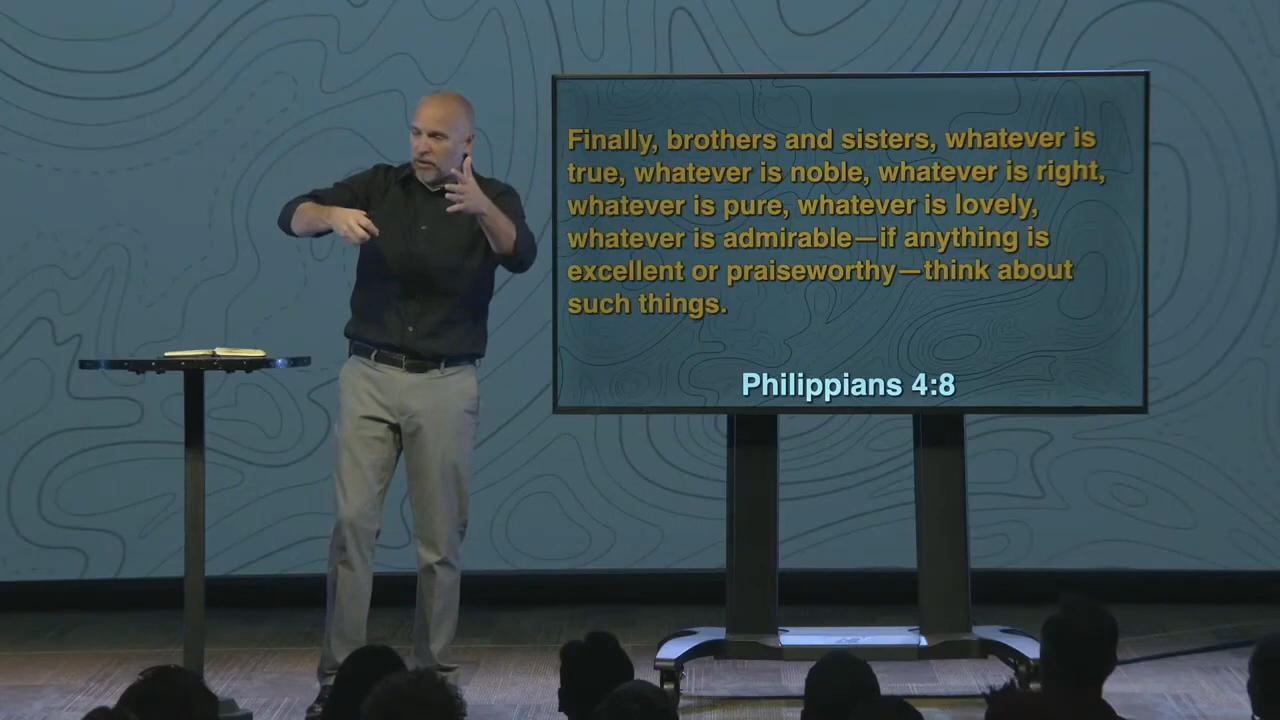 Finally, brothers and sisters, whatever is
true, whatever is noble, whatever is right,
whatever is pure, whatever is lovely,
whatever is admirable—if anything is
excellent or praiseworthy—think about
such things.
Philippians 4:8